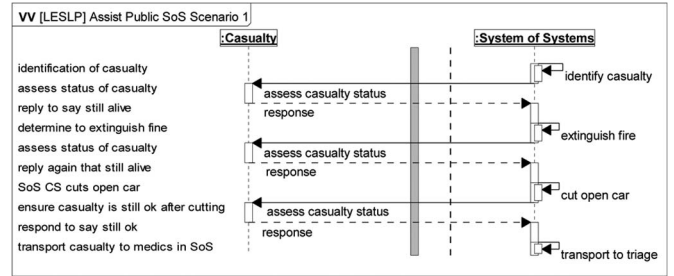 VV [LESLP] Assist Public SoS Scenario 1
:Casualty
:System of Systems
identification of casualty
identify casualty
assess status of casualty
assess casualty status
reply to say still alive
response
determine to extinguish fine
extinguish fire
assess status of casualty
assess casualty status
reply again that still alive
response
SoS CS cuts open car
cut open car
ensure casualty is still ok after cutting
assess casualty status
respond to say still ok
response
transport casualty to medics in SoS
transport to triage